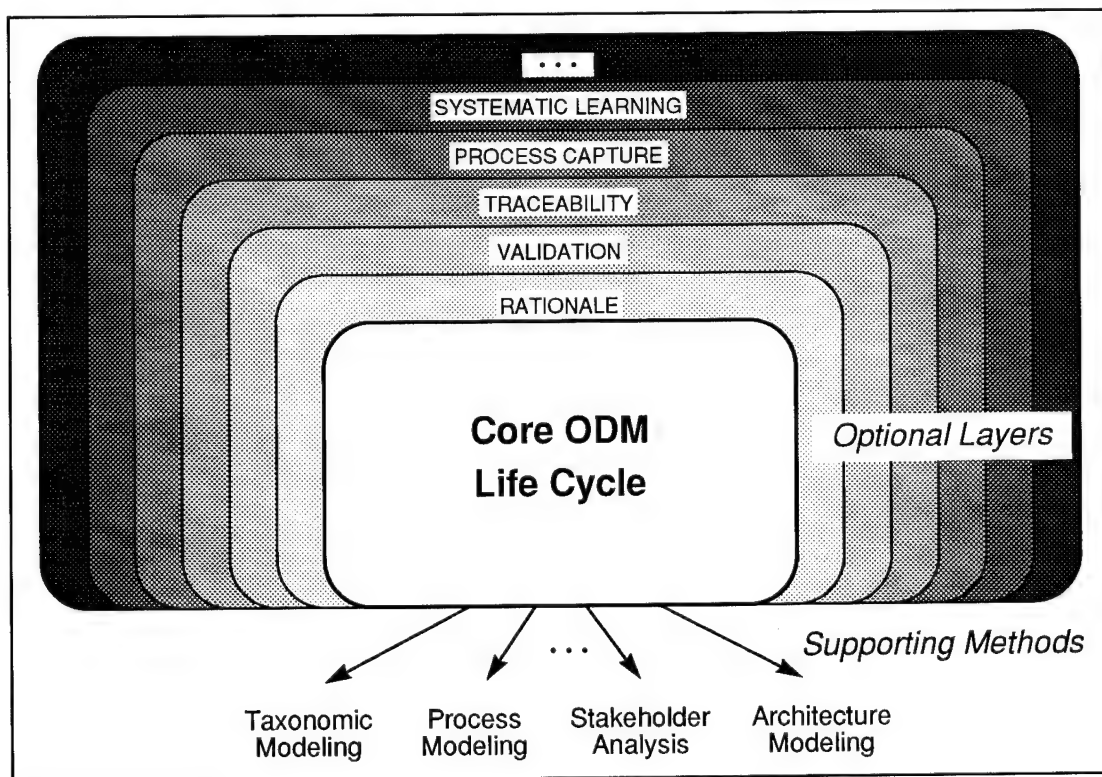 ...
SYSTEMATIC LEARNING
PROCESS CAPTURE
TRACEABILITY
VALIDATION
RATIONALE
Core ODM
Life Cycle
Optional Layers
Supporting Methods
...
Taxonomic
Modeling
Process
Modeling
Stakeholder
Analysis
Architecture
Modeling